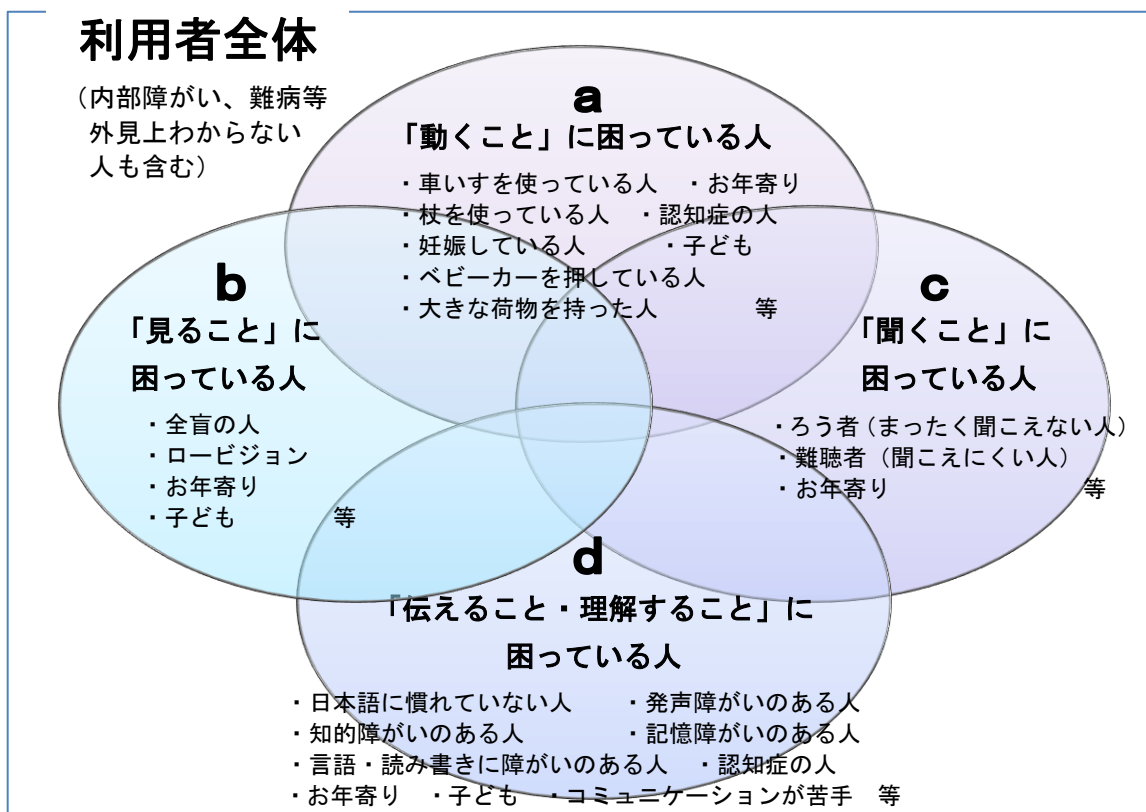 利用者全体
（内部障がい、難病等
外見上わからない
人も含む）
a
「動くこと」に困っている人
・車いすを使っている人　・お年寄り
・杖を使っている人　・認知症の人
・妊娠している人　・子ども
・ベビーカーを押している人
・大きな荷物を持った人　等
b
「見ること」に
困っている人
・全盲の人
・ロービジョン
・お年寄り
・子ども　等
c
「聞くこと」に
困っている人
・ろう者（まったく聞こえない人）
・難聴者（聞こえにくい人）
・お年寄り　等
d
「伝えること・理解すること」に
困っている人
・日本語に慣れていない人　・発声障がいのある人
・知的障がいのある人　・記憶障がいのある人
・言語・読み書きに障がいのある人　・認知症の人
・お年寄り　・子ども　・コミュニケーションが苦手　等